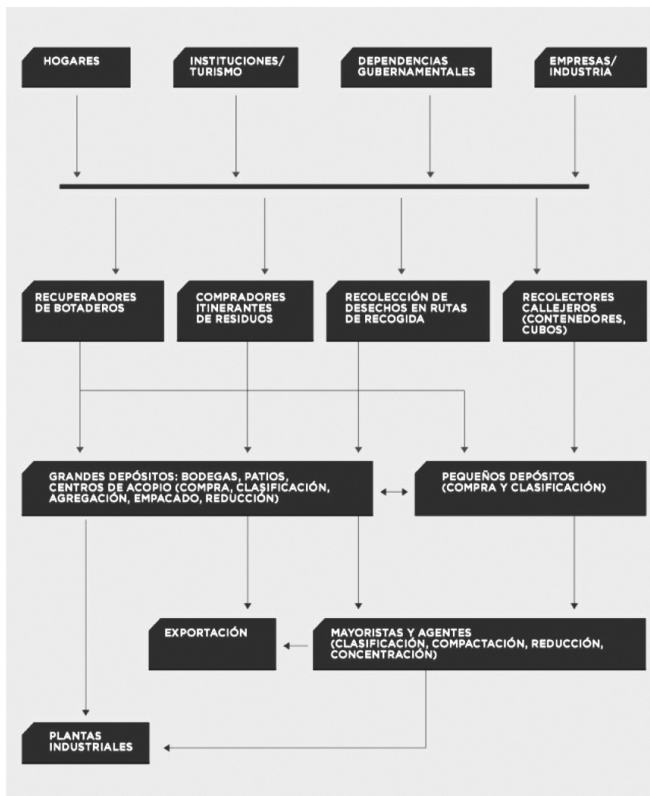 HOGARES
INSTITUCIONES/
TURISMO
DEPENDENCIAS
GUBERNAMENTALES
EMPRESAS/
INDUSTRIA
RECUPERADORES
DE BOTADEROS
COMPRADORES
ITINERANTES
DE RESIDUOS
RECOLECCIÓN DE
DESECHOS EN RUTAS
DE RECOGIDA
RECOLECTORES
CALLEJEROS
(CONTENEDORES,
CUBOS)
GRANDES DEPÓSITOS: BODEGAS, PATIOS,
CENTROS DE ACOPIO (COMPRA, CLASIFICACIÓN,
AGREGACIÓN, EMPACADO, REDUCCIÓN)
PEQUEÑOS DEPÓSITOS
(COMPRA Y CLASIFICACIÓN)
EXPORTACIÓN
MAYORISTAS Y AGENTES
(CLASIFICACIÓN, COMPACTACIÓN, REDUCCIÓN,
CONCENTRACIÓN)
PLANTAS
INDUSTRIALES